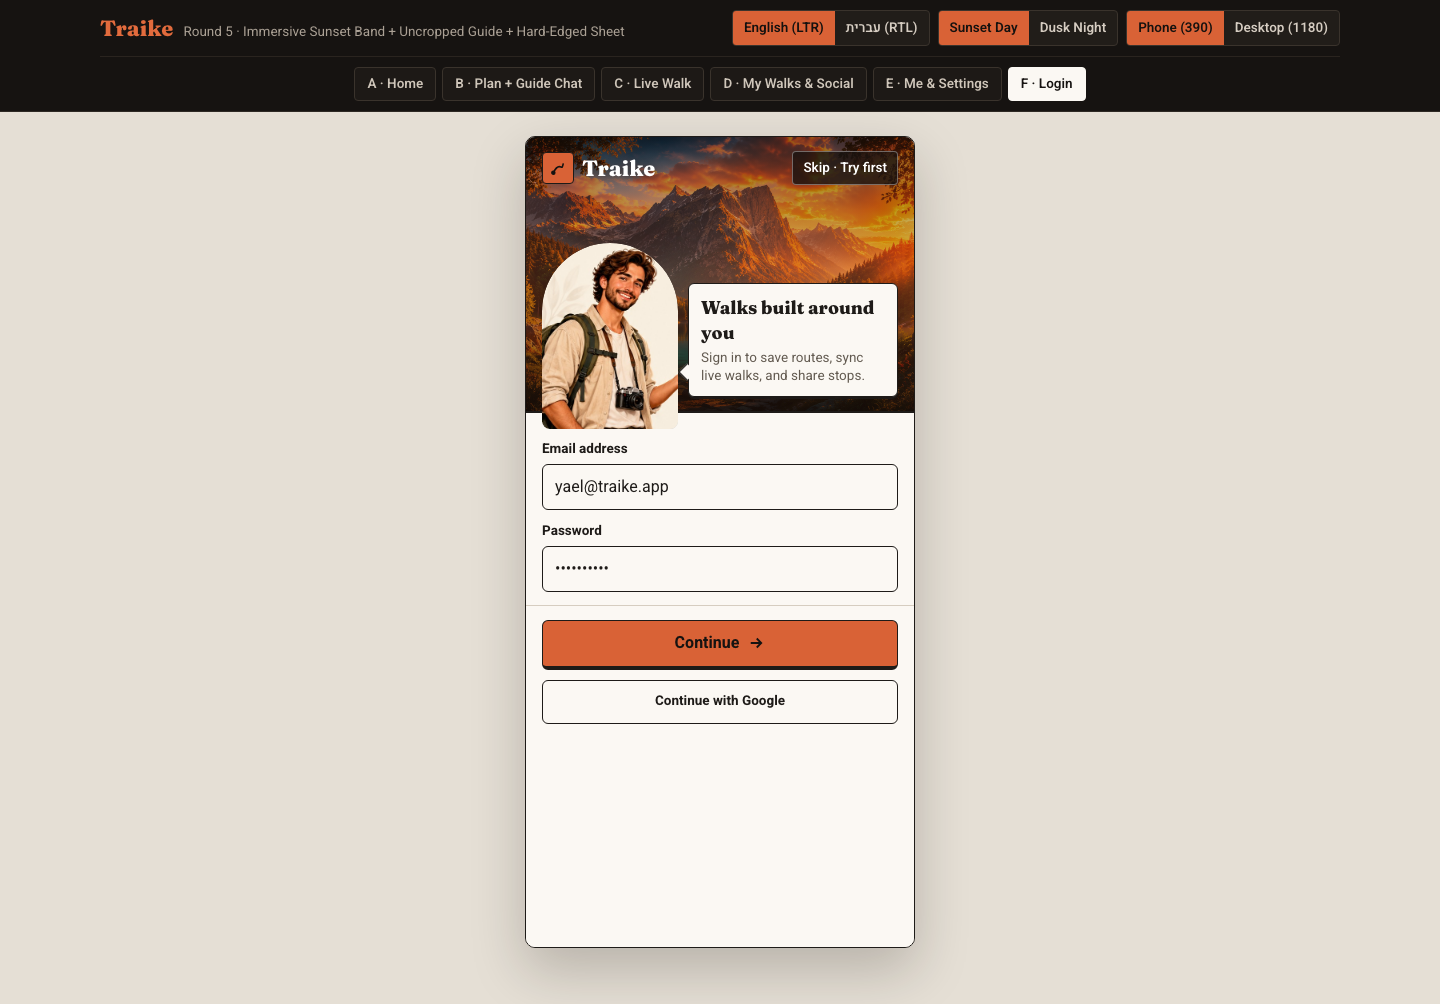 Traike Round 5 · Immersive Sunset Band + Uncropped Guide + Hard-Edged Sheet
English (LTR) עברית (RTL) Sunset Day Dusk Night Phone (390) Desktop (1180)
A · Home B · Plan + Guide Chat C · Live Walk D · My Walks & Social E · Me & Settings F · Login
Traike Skip · Try first
Walks built around
you
Sign in to save routes, sync
live walks, and share stops.
Email address
yael@traike.app
Password
••••••••••
Continue →
Continue with Google